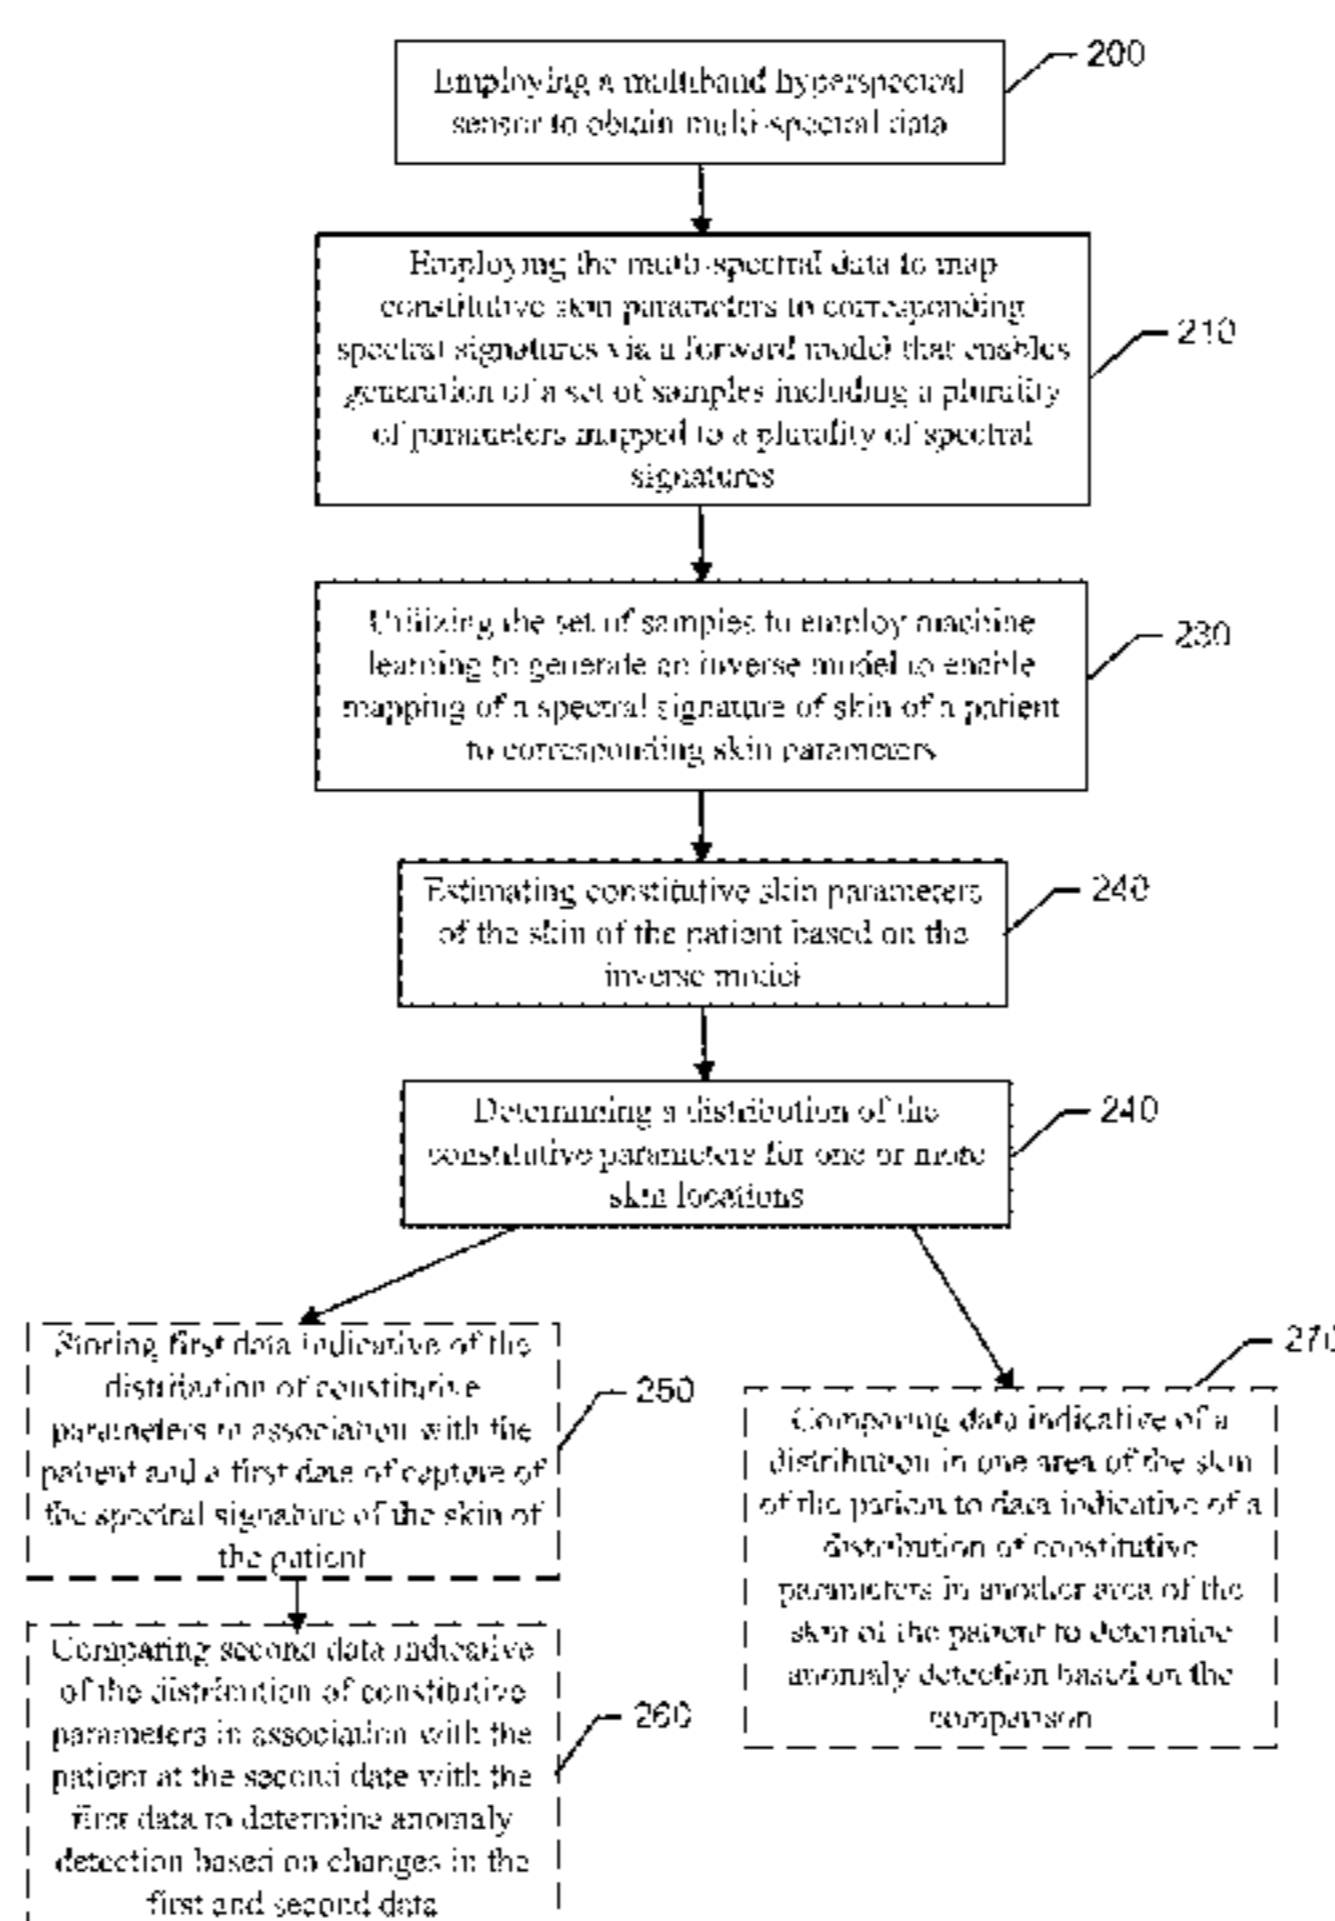 Employing a multiband hyperspectral
sensor to obtain multi-spectral data
200
Employing the multi-spectral data to map
constitutive skin parameters to corresponding
spectral signatures via a forward model that enables
generation of a set of samples including a plurality
of parameters mapped to a plurality of spectral
signatures
210
Utilizing the set of samples to employ machine
learning to generate an inverse model to enable
mapping of a spectral signature of skin of a patient
to corresponding skin parameters
230
Estimating constitutive skin parameters
of the skin of the patient based on the
inverse model
240
Determining a distribution of the
constitutive parameters for one or more
skin locations
240
Storing first data indicative of the
distribution of constitutive
parameters in association with the
patient and a first date of capture of
the spectral signature of the skin of
the patient
250
Comparing second data indicative
of the distribution of constitutive
parameters in association with the
patient at the second date with the
first data to determine anomaly
detection based on changes in the
first and second data
260
270
Comparing data indicative of a
distribution in one area of the skin
of the patient to data indicative of a
distribution of constitutive
parameters in another area of the
skin of the patient to determine
anomaly detection based on the
comparison